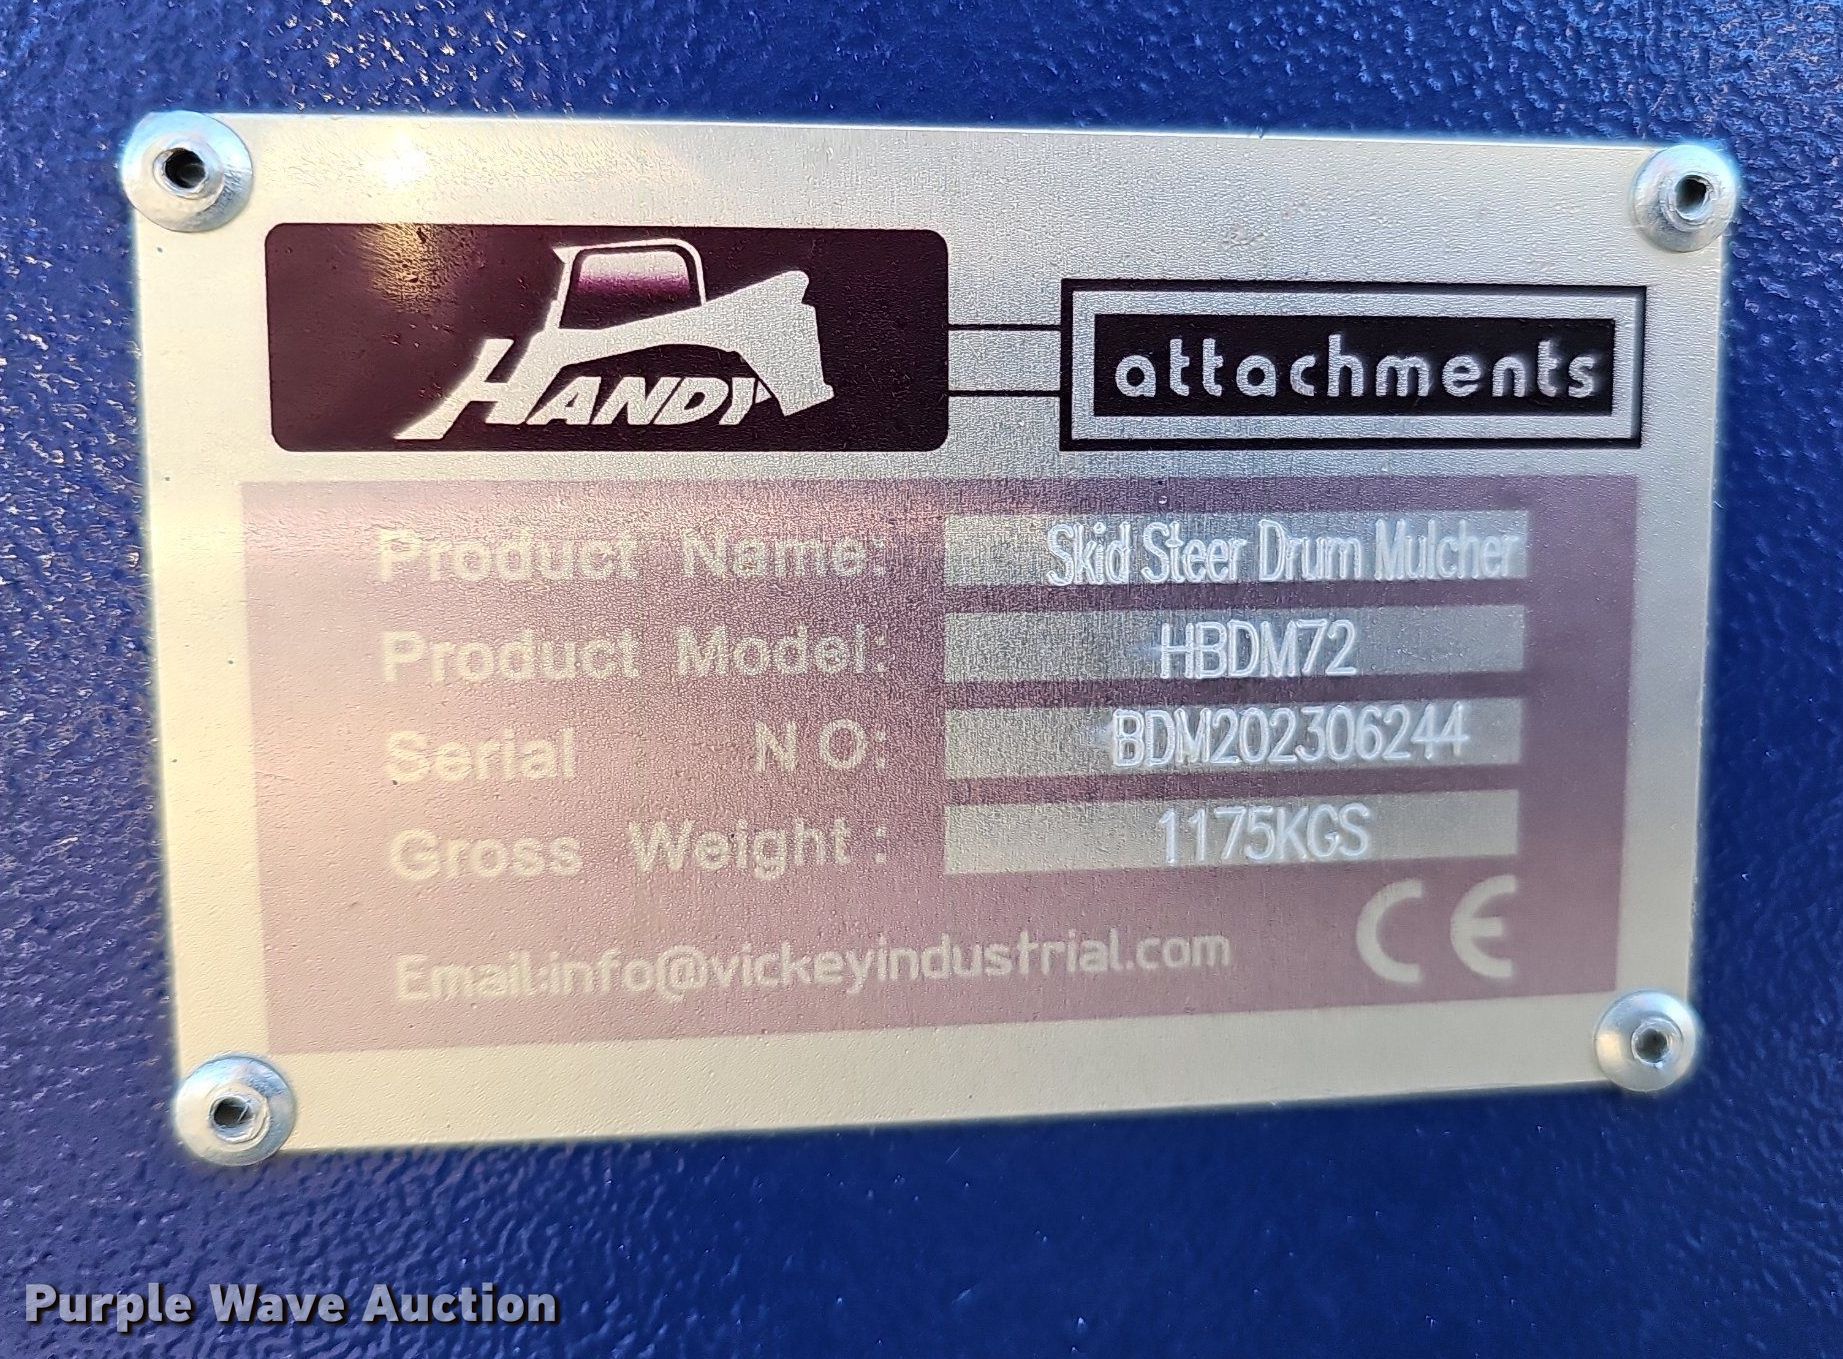 HANDY attachments
Product Name: Skid Steer Drum Mulcher
Product Model: HBDM72
Serial NO: BDM202306244
Gross Weight: 1175KGS
Email:info@vickeyindustrial.com CE
Purple Wave Auction